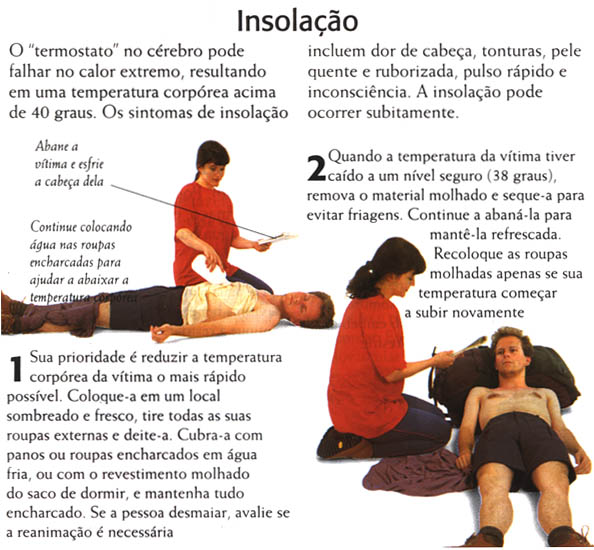 Insolação
O “termostato” no cérebro pode
falhar no calor extremo, resultando
em uma temperatura corpórea acima
de 40 graus. Os sintomas de insolação
incluem dor de cabeça, tonturas, pele
quente e ruborizada, pulso rápido e
inconsciência. A insolação pode
ocorrer subitamente.
Abane a
vítima e esfrie
a cabeça dela
Continue colocando
água nas roupas
encharcadas para
ajudar a abaixar a
temperatura corpórea
1 Sua prioridade é reduzir a temperatura
corpórea da vítima o mais rápido
possível. Coloque-a em um local
sombreado e fresco, tire todas as suas
roupas externas e deite-a. Cubra-a com
panos ou roupas encharcados em água
fria, ou com o revestimento molhado
do saco de dormir, e mantenha tudo
encharcado. Se a pessoa desmaiar, avalie se
a reanimação é necessária
2 Quando a temperatura da vítima tiver
caído a um nível seguro (38 graus),
remova o material molhado e seque-a para
evitar friagens. Continue a abaná-la para
mantê-la refrescada.
Recoloque as roupas
molhadas apenas se sua
temperatura começar
a subir novamente